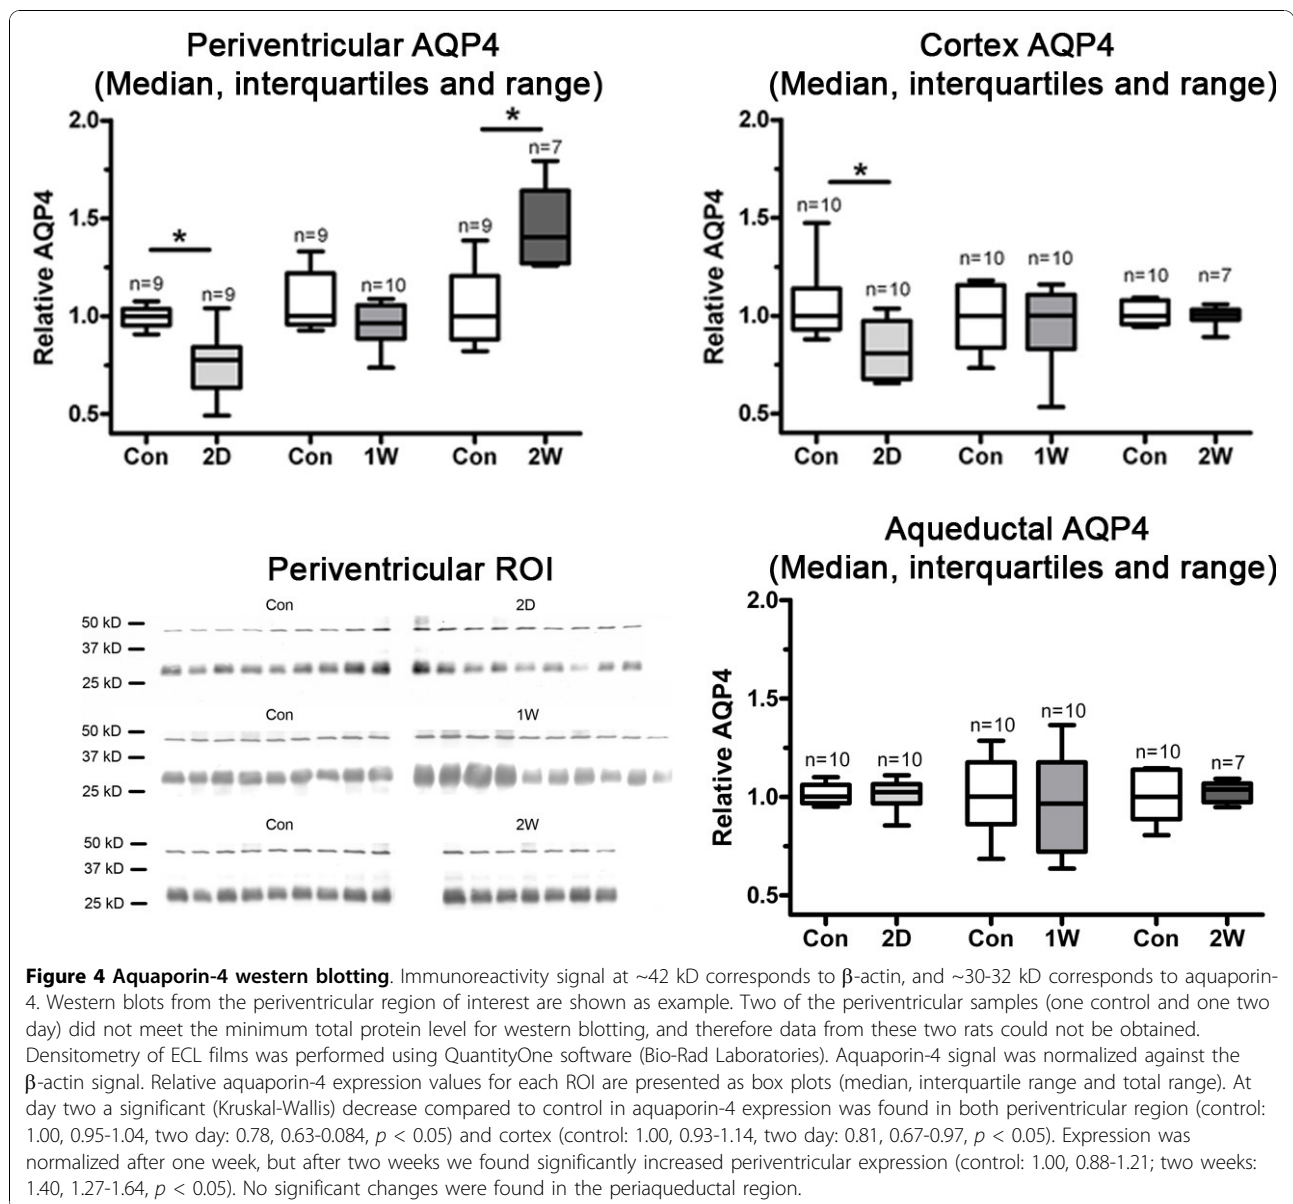 Periventricular AQP4
(Median, interquartiles and range)
Relative AQP4
2.0
1.5
1.0
0.5
n=9
n=9
n=9
n=10
n=9
n=7
*
*
Con 2D Con 1W Con 2W
Cortex AQP4
(Median, interquartiles and range)
Relative AQP4
2.0
1.5
1.0
0.5
n=10
n=10
n=10
n=10
n=10
n=7
*
Con 2D Con 1W Con 2W
Periventricular ROI
Con 2D
50 kD
37 kD
25 kD
Con 1W
50 kD
37 kD
25 kD
Con 2W
50 kD
37 kD
25 kD
Aqueductal AQP4
(Median, interquartiles and range)
Relative AQP4
2.0
1.5
1.0
0.5
n=10
n=10
n=10
n=10
n=10
n=7
Con 2D Con 1W Con 2W
Figure 4 Aquaporin-4 western blotting. Immunoreactivity signal at ~42 kD corresponds to β-actin, and ~30-32 kD corresponds to aquaporin-
4. Western blots from the periventricular region of interest are shown as example. Two of the periventricular samples (one control and one two
day) did not meet the minimum total protein level for western blotting, and therefore data from these two rats could not be obtained.
Densitometry of ECL films was performed using QuantityOne software (Bio-Rad Laboratories). Aquaporin-4 signal was normalized against the
β-actin signal. Relative aquaporin-4 expression values for each ROI are presented as box plots (median, interquartile range and total range). At
day two a significant (Kruskal-Wallis) decrease compared to control in aquaporin-4 expression was found in both periventricular region (control:
1.00, 0.95-1.04, two day: 0.78, 0.63-0.084, p < 0.05) and cortex (control: 1.00, 0.93-1.14, two day: 0.81, 0.67-0.97, p < 0.05). Expression was
normalized after one week, but after two weeks we found significantly increased periventricular expression (control: 1.00, 0.88-1.21; two weeks:
1.40, 1.27-1.64, p < 0.05). No significant changes were found in the periaqueductal region.